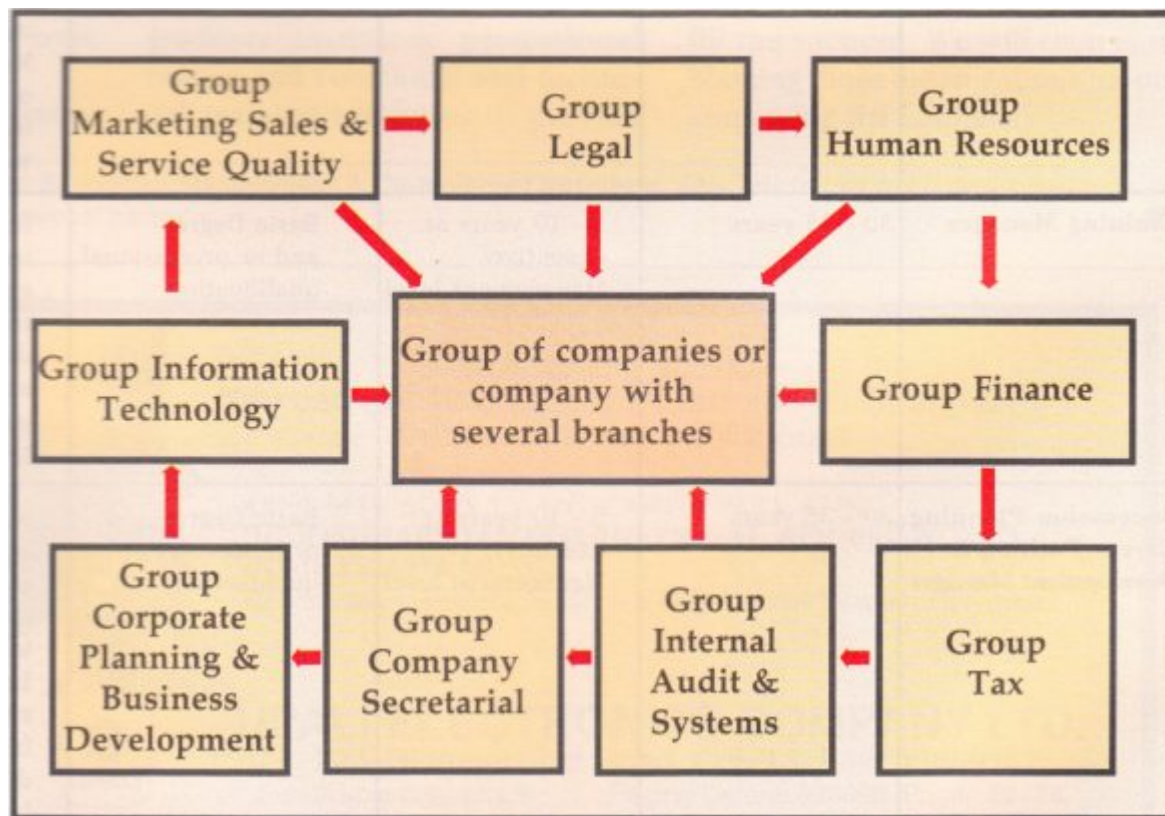 Group
Marketing Sales &
Service Quality
Group
Legal
Group
Human Resources
Group Information
Technology
Group of companies or
company with
several branches
Group Finance
Group
Corporate
Planning &
Business
Development
Group
Company
Secretarial
Group
Internal
Audit &
Systems
Group
Tax